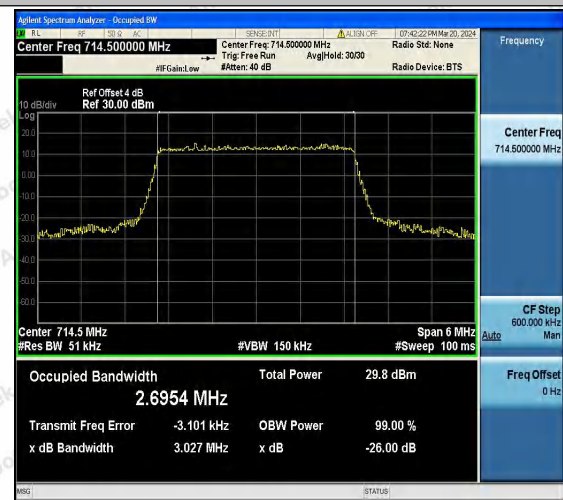 Agilent Spectrum Analyzer - Occupied BW
LXI RL RF 50 Ω AC SENSE:INT ALIGN OFF 07:42:22 PM Mar 20, 2024
Center Freq 714.500000 MHz
Center Freq: 714.500000 MHz
Radio Std: None
Trig: Free Run Avg|Hold: 30/30
#IFGain:Low
#Atten: 40 dB
Radio Device: BTS
Frequency
Ref Offset 4 dB
10 dB/div Ref 30.00 dBm
Log
20.0
10.0
0.00
-10.0
-20.0
-30.0
-40.0
-50.0
-60.0
Center Freq
714.500000 MHz
Center 714.5 MHz
Span 6 MHz
#Res BW 51 kHz
#VBW 150 kHz
#Sweep 100 ms
CF Step
600.000 kHz
Auto Man
Occupied Bandwidth
Total Power 29.8 dBm
2.6954 MHz
Transmit Freq Error -3.101 kHz
OBW Power 99.00 %
x dB Bandwidth 3.027 MHz
x dB -26.00 dB
Freq Offset
0 Hz
MSG
STATUS